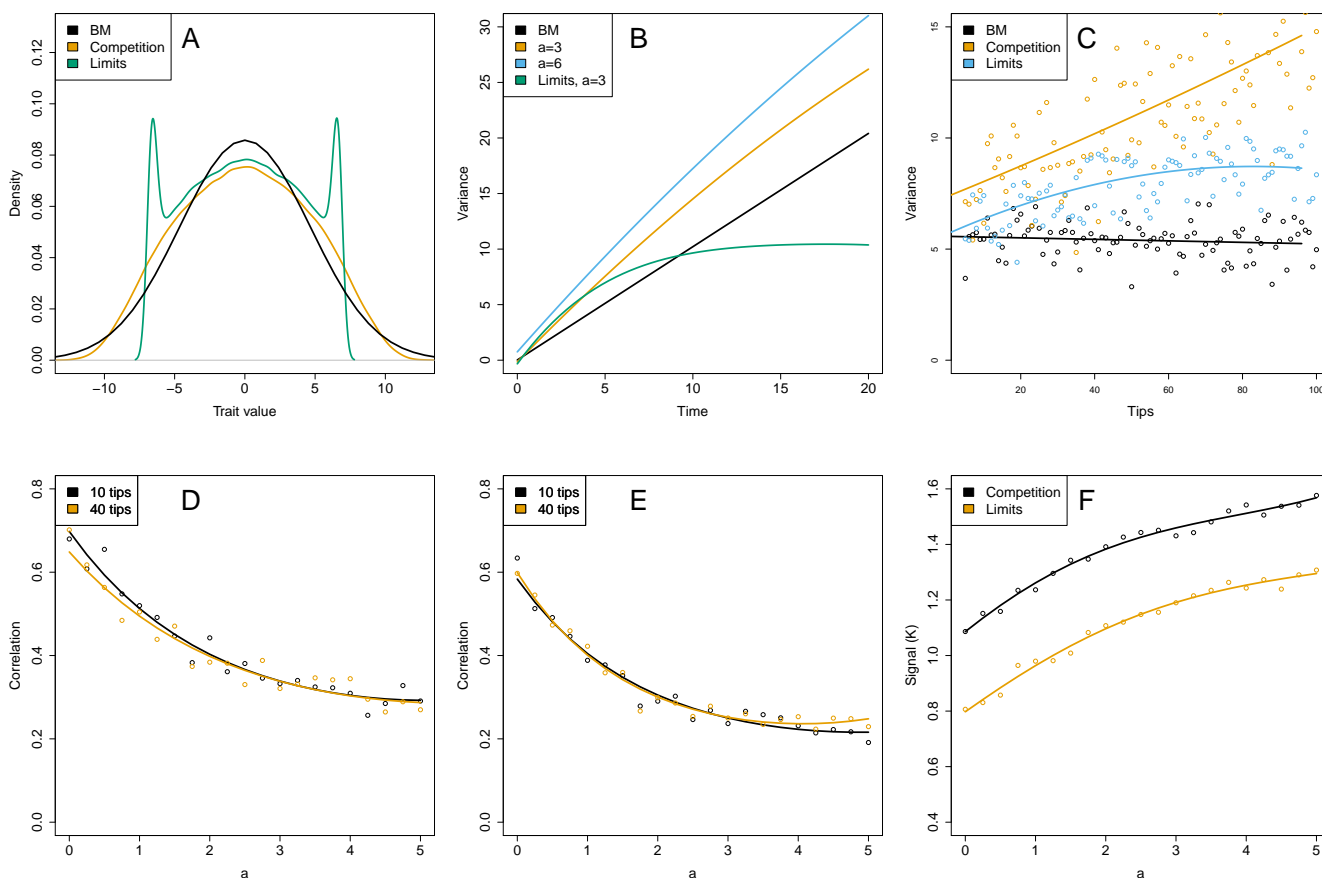 A
BM
Competition
Limits
Density
0.00 0.02 0.04 0.06 0.08 0.10 0.12
−10 −5 0 5 10
Trait value
B
BM
a=3
a=6
Limits, a=3
Variance
0 5 10 15 20 25 30
0 5 10 15 20
Time
C
BM
Competition
Limits
Variance
0 5 10 15
20 40 60 80 100
Tips
D
10 tips
40 tips
Correlation
0.0 0.2 0.4 0.6 0.8
0 1 2 3 4 5
a
E
10 tips
40 tips
Correlation
0.0 0.2 0.4 0.6 0.8
0 1 2 3 4 5
a
F
Competition
Limits
Signal (K)
0.4 0.6 0.8 1.0 1.2 1.4 1.6
0 1 2 3 4 5
a